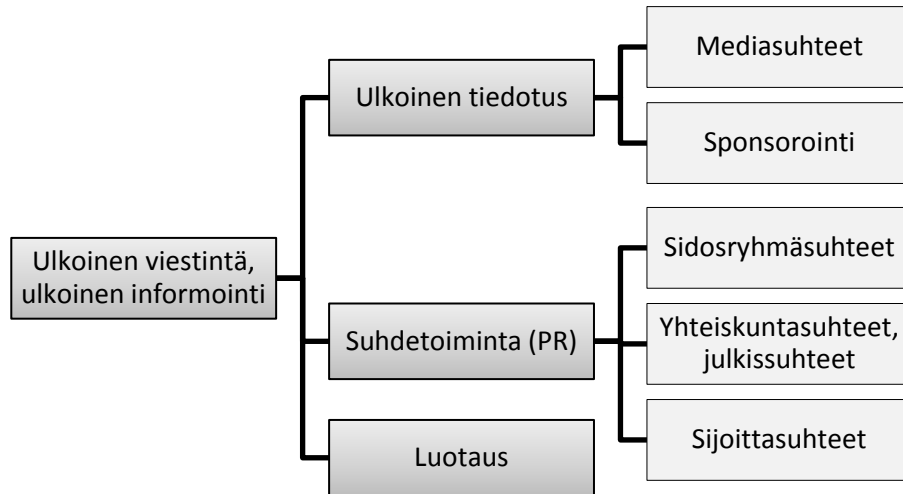 Ulkoinen viestintä,
ulkoinen informointi
Ulkoinen tiedotus
Mediasuhteet
Sponsorointi
Suhdetoiminta (PR)
Sidosryhmäsuhteet
Yhteiskuntasuhteet,
julkissuhteet
Sijoittasuhteet
Luotaus